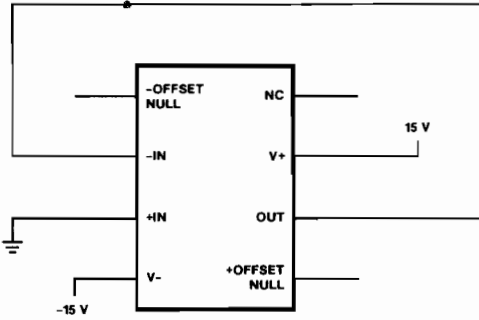 -OFFSET
NULL
NC
15 V
-IN
V+
+IN
OUT
V-
+OFFSET
NULL
-15 V